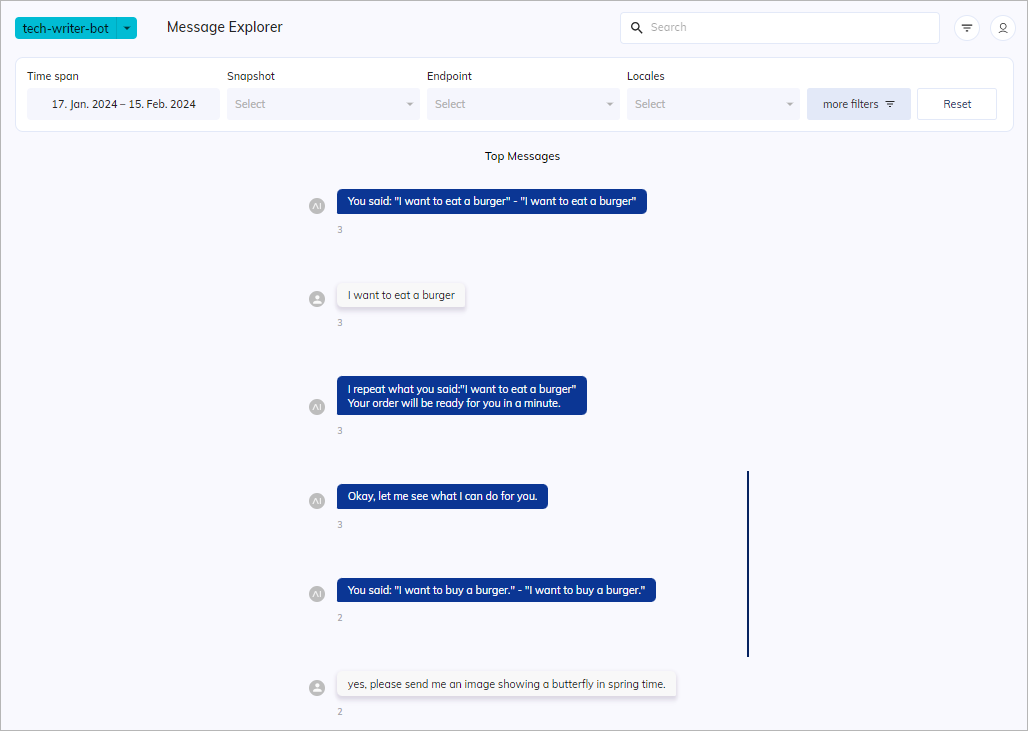 tech-writer-bot
Message Explorer
Search
Time span
Snapshot
Endpoint
Locales
17. Jan. 2024 – 15. Feb. 2024
Select
Select
Select
more filters
Reset
Top Messages
AI
You said: "I want to eat a burger" - "I want to eat a burger"
3
I want to eat a burger
3
I repeat what you said:"I want to eat a burger"
Your order will be ready for you in a minute.
AI
3
Okay, let me see what I can do for you.
AI
3
You said: "I want to buy a burger." - "I want to buy a burger."
AI
2
yes, please send me an image showing a butterfly in spring time.
2